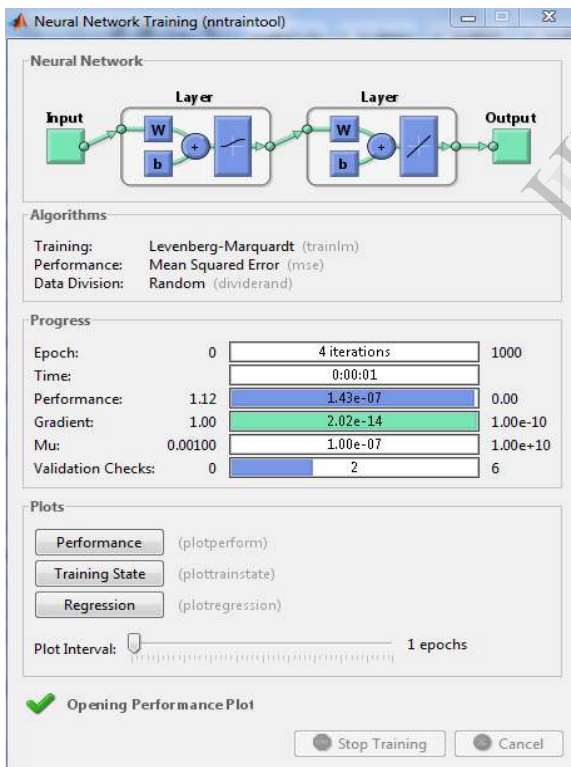 Neural Network Training (nntraintool)
Neural Network
Layer Layer
Input Output
W W
+ +
b b
Algorithms
Training: Levenberg-Marquardt (trainlm)
Performance: Mean Squared Error (mse)
Data Division: Random (dividerand)
Progress
Epoch: 0 4 iterations 1000
Time: 0:00:01
Performance: 1.12 1.43e-07 0.00
Gradient: 1.00 2.02e-14 1.00e-10
Mu: 0.00100 1.00e-07 1.00e+10
Validation Checks: 0 2 6
Plots
Performance (plotperform)
Training State (plottrainstate)
Regression (plotregression)
Plot Interval: 1 epochs
Opening Performance Plot
Stop Training Cancel